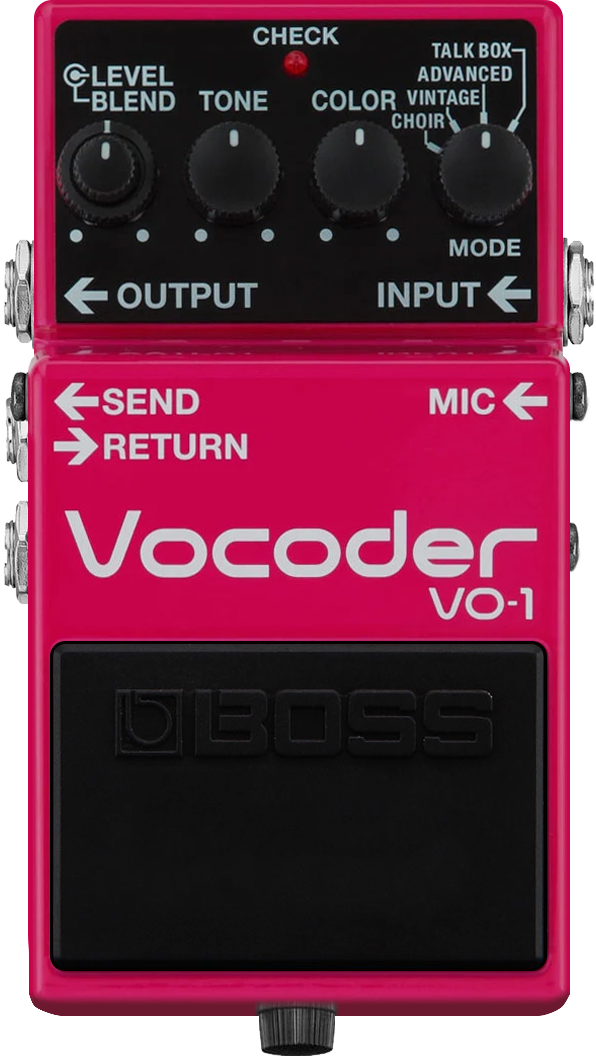 CHECK
LEVEL
BLEND
TONE
COLOR
TALK BOX
ADVANCED
VINTAGE
CHOIR
MODE
OUTPUT
INPUT
SEND
MIC
RETURN
Vocoder
VO-1
BOSS